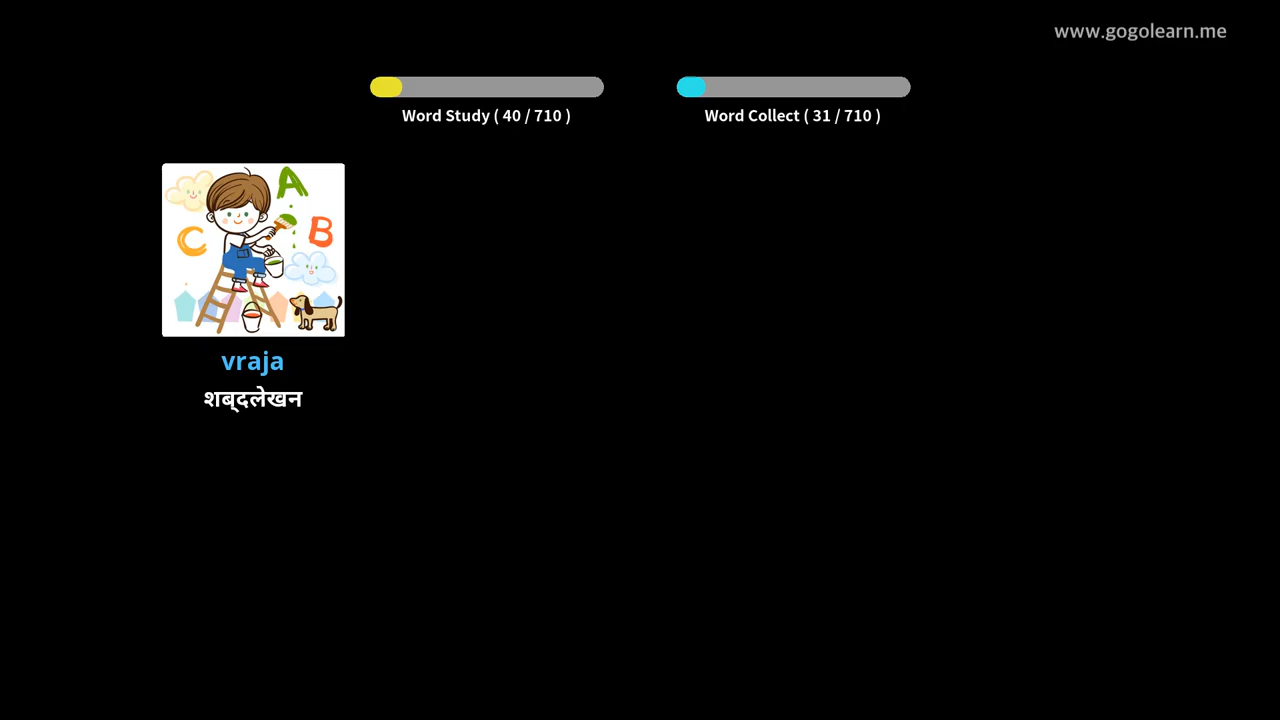 www.gogolearn.me
Word Study ( 40 / 710 )
Word Collect ( 31 / 710 )
A
B
C
vraja
शब्दलेखन